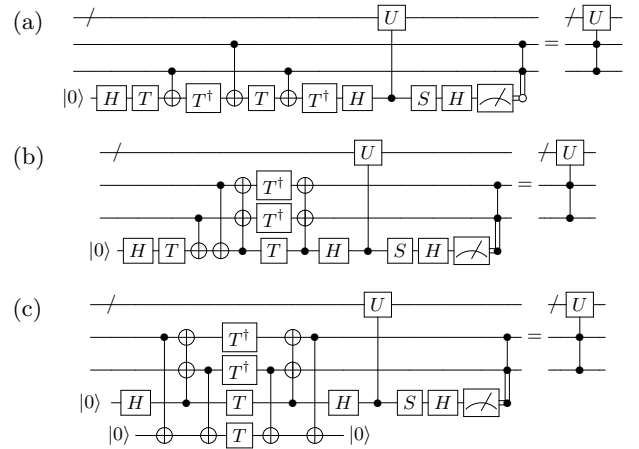 (a) U = U
|0⟩ H T T† T T† H S H
(b) U = U
T†
T†
|0⟩ H T T H S H
(c) U = U
T†
T†
|0⟩ H T H S H
|0⟩ T |0⟩